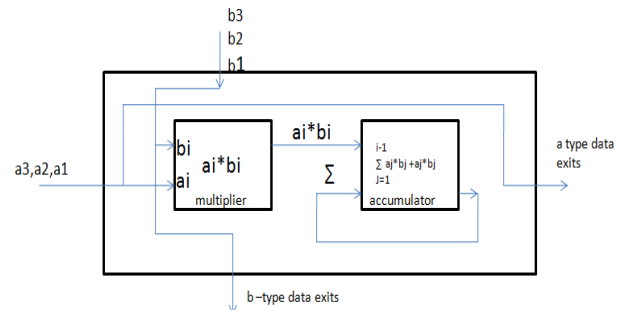 b3
b2
b1
a3,a2,a1
bi
ai
ai*bi
multiplier
ai*bi
∑
i-1
∑ aj*bj +aj*bj
J=1
accumulator
a type data
exits
b –type data exits